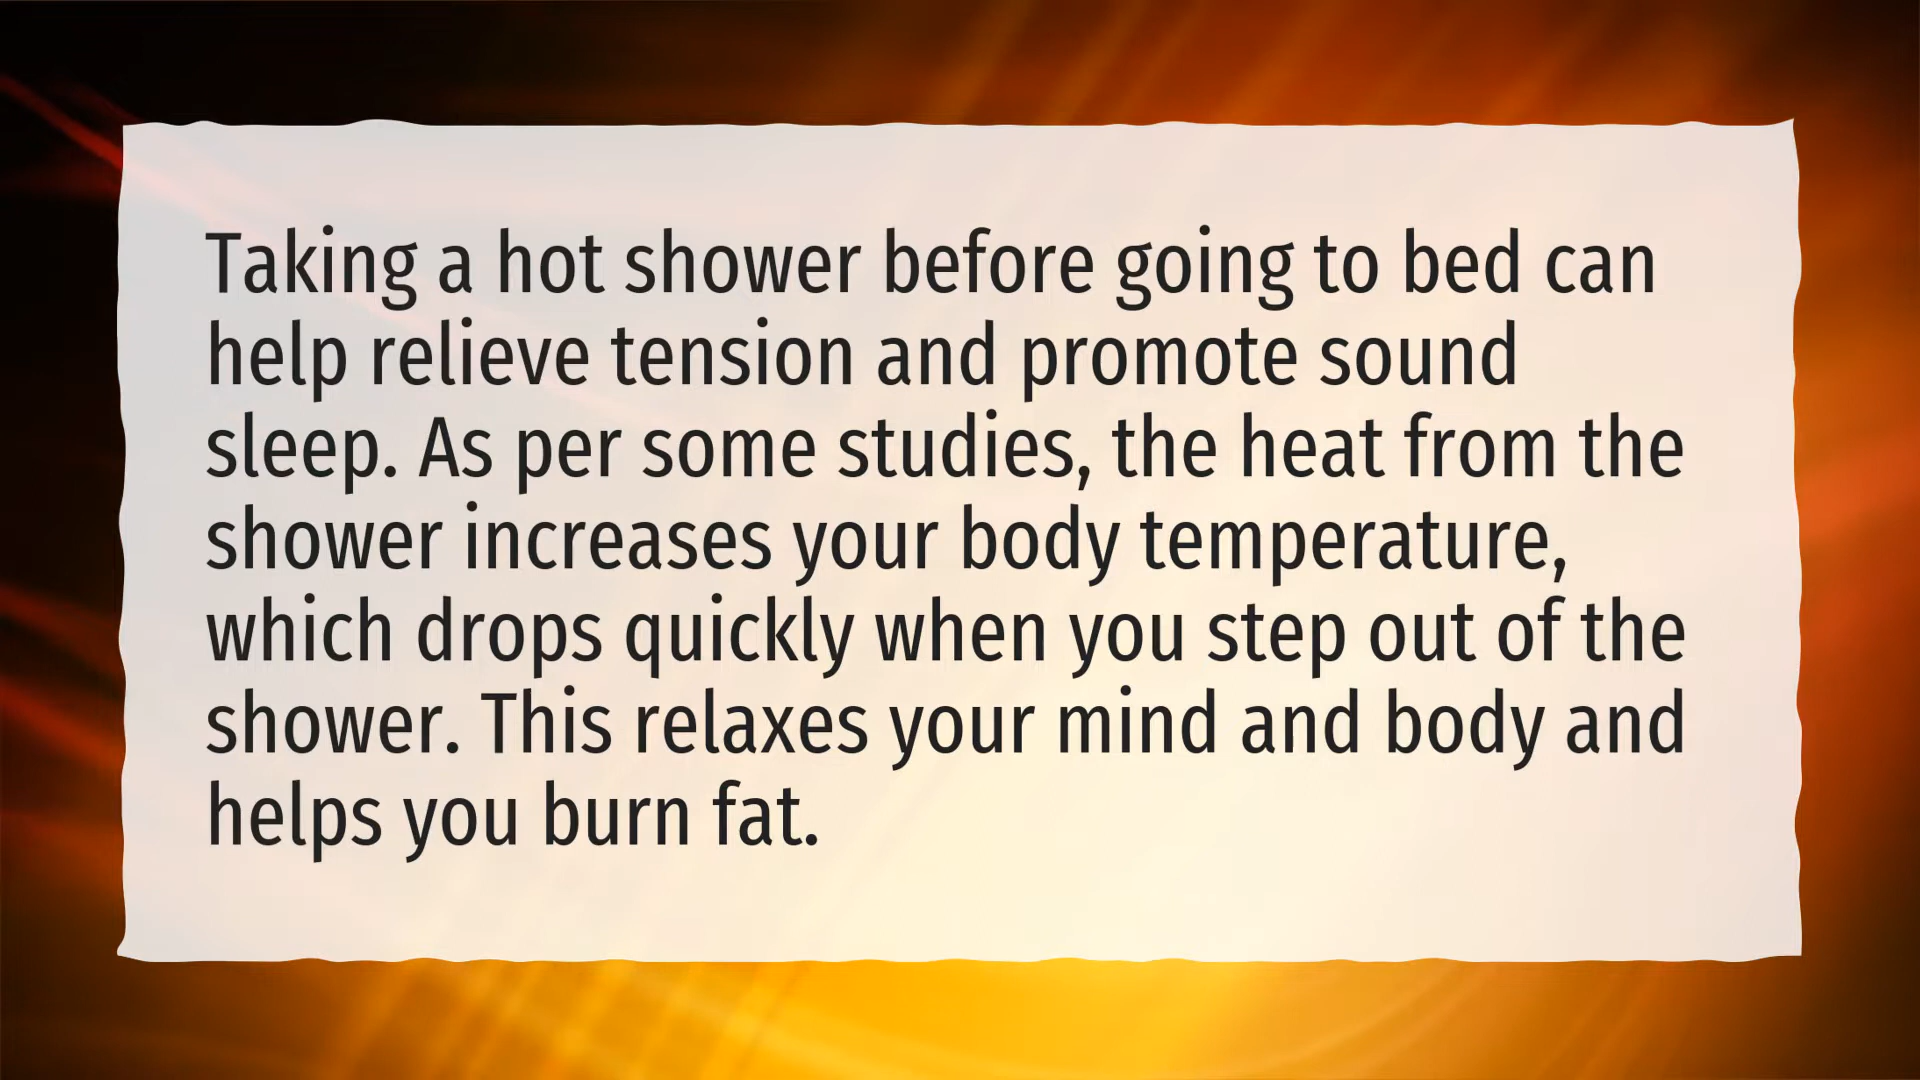 Taking a hot shower before going to bed can
help relieve tension and promote sound
sleep. As per some studies, the heat from the
shower increases your body temperature,
which drops quickly when you step out of the
shower. This relaxes your mind and body and
helps you burn fat.